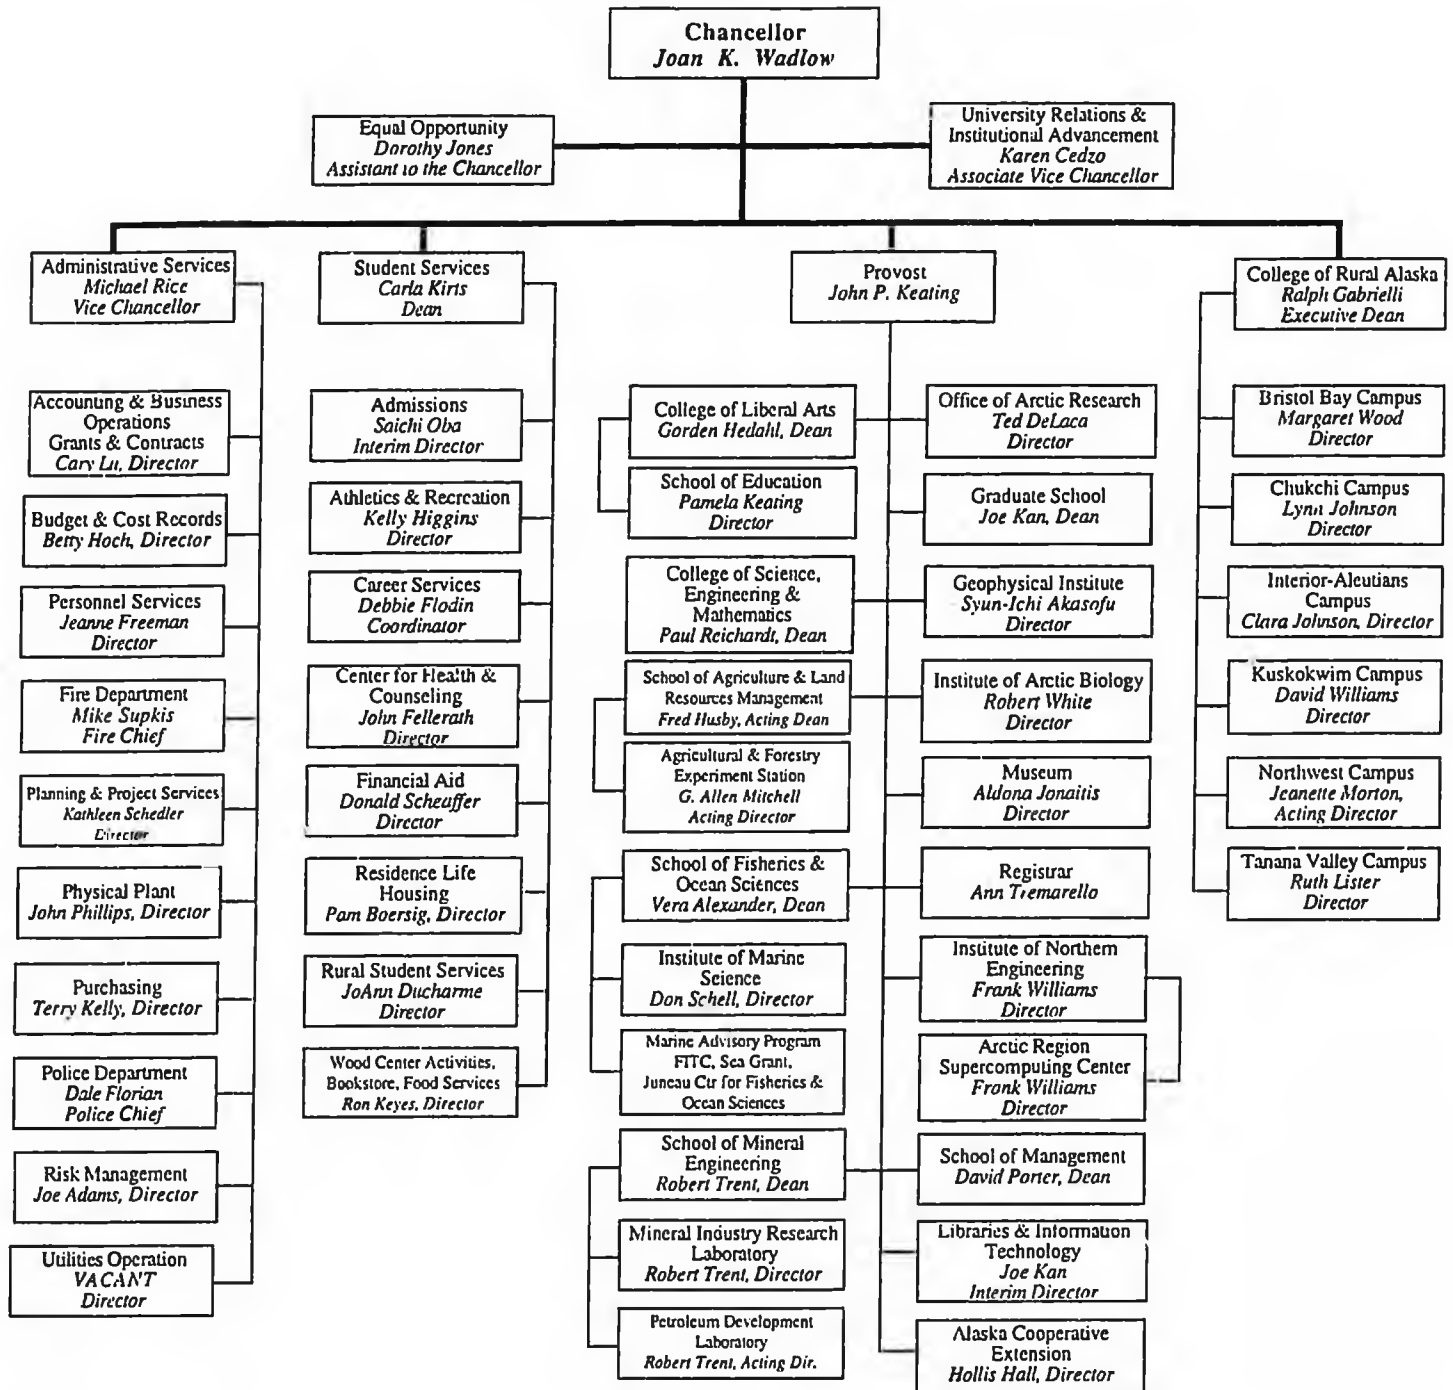 Chancellor
Joan K. Wadlow
Equal Opportunity
Dorothy Jones
Assistant to the Chancellor
University Relations &
Institutional Advancement
Karen Cedzo
Associate Vice Chancellor
Administrative Services
Michael Rice
Vice Chancellor
Accounting & Business
Operations
Grants & Contracts
Cary Lu, Director
Budget & Cost Records
Betty Hoch, Director
Personnel Services
Jeanne Freeman
Director
Fire Department
Mike Supkis
Fire Chief
Planning & Project Services
Kathleen Schedler
Director
Physical Plant
John Phillips, Director
Purchasing
Terry Kelly, Director
Police Department
Dale Florian
Police Chief
Risk Management
Joe Adams, Director
Utilities Operation
VACANT
Director
Student Services
Carla Kirts
Dean
Admissions
Saichi Oba
Interim Director
Athletics & Recreation
Kelly Higgins
Director
Career Services
Debbie Flodin
Coordinator
Center for Health &
Counseling
John Fellerath
Director
Financial Aid
Donald Scheaffer
Director
Residence Life
Housing
Pam Boersig, Director
Rural Student Services
JoAnn Ducharme
Director
Wood Center Activities,
Bookstore, Food Services
Ron Keyes, Director
Provost
John P. Keating
College of Liberal Arts
Gorden Hedahl, Dean
School of Education
Pamela Keating
Director
College of Science,
Engineering &
Mathematics
Paul Reichardt, Dean
School of Agriculture & Land
Resources Management
Fred Husby, Acting Dean
Agricultural & Forestry
Experiment Station
G. Allen Mitchell
Acting Director
School of Fisheries &
Ocean Sciences
Vera Alexander, Dean
Institute of Marine
Science
Don Schell, Director
Marine Advisory Program
FITC, Sea Grant,
Juneau Ctr for Fisheries &
Ocean Sciences
School of Mineral
Engineering
Robert Trent, Dean
Mineral Industry Research
Laboratory
Robert Trent, Director
Petroleum Development
Laboratory
Robert Trent, Acting Dir.
Office of Arctic Research
Ted DeLaca
Director
Graduate School
Joe Kan, Dean
Geophysical Institute
Syun-Ichi Akasofu
Director
Institute of Arctic Biology
Robert White
Director
Museum
Aldona Jonaitis
Director
Registrar
Ann Tremarello
Institute of Northern
Engineering
Frank Williams
Director
Arctic Region
Supercomputing Center
Frank Williams
Director
School of Management
David Porter, Dean
Libraries & Information
Technology
Joe Kan
Interim Director
Alaska Cooperative
Extension
Hollis Hall, Director
College of Rural Alaska
Ralph Gabrielli
Executive Dean
Bristol Bay Campus
Margaret Wood
Director
Chukchi Campus
Lynn Johnson
Director
Interior-Aleutians
Campus
Clara Johnson, Director
Kuskokwim Campus
David Williams
Director
Northwest Campus
Jeanette Morton,
Acting Director
Tanana Valley Campus
Ruth Lister
Director